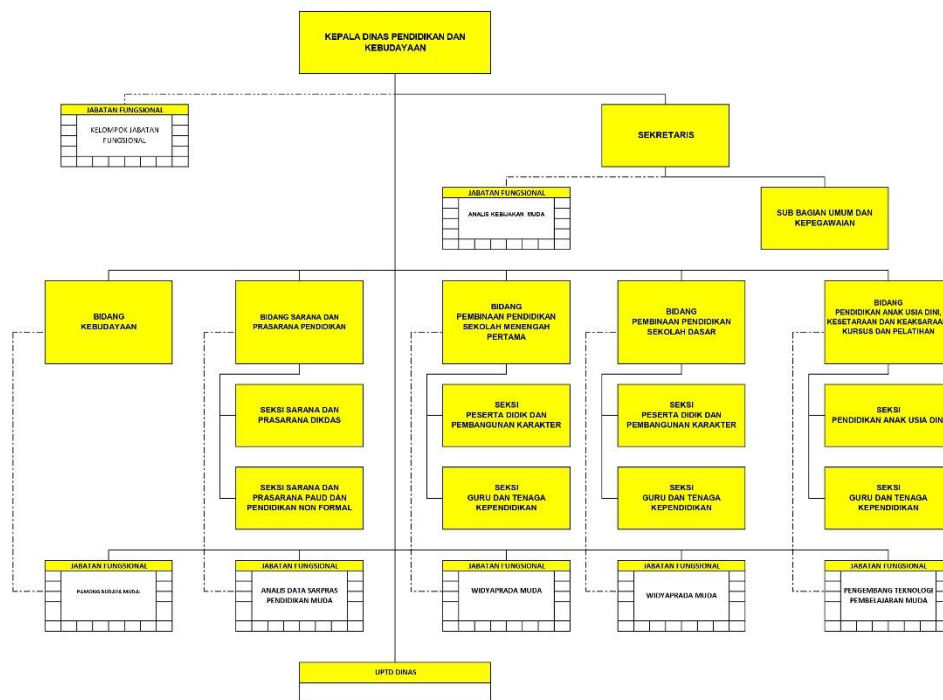 KEPALA DINAS PENDIDIKAN DAN
KEBUDAYAAN
JABATAN FUNGSIONAL
KELOMPOK JABATAN
FUNGSIONAL
SEKRETARIS
JABATAN FUNGSIONAL
ANALIS KEBIJAKAN MUDA
SUB BAGIAN UMUM DAN
KEPEGAWAIAN
BIDANG
KEBUDAYAAN
BIDANG SARANA DAN
PRASARANA PENDIDIKAN
BIDANG
PEMBINAAN PENDIDIKAN
SEKOLAH MENENGAH
PERTAMA
BIDANG
PEMBINAAN PENDIDIKAN
SEKOLAH DASAR
BIDANG
PENDIDIKAN ANAK USIA DINI,
KESETARAAN DAN KEAKSARAA
KURSUS DAN PELATIHAN
SEKSI SARANA DAN
PRASARANA DIKDAS
SEKSI
PESERTA DIDIK DAN
PEMBANGUNAN KARAKTER
SEKSI
PESERTA DIDIK DAN
PEMBANGUNAN KARAKTER
SEKSI
PENDIDIKAN ANAK USIA DIN
SEKSI SARANA DAN
PRASARANA PAUD DAN
PENDIDIKAN NON FORMAL
SEKSI
GURU DAN TENAGA
KEPENDIDIKAN
SEKSI
GURU DAN TENAGA
KEPENDIDIKAN
SEKSI
GURU DAN TENAGA
KEPENDIDIKAN
JABATAN FUNGSIONAL
PAMONG BUDAYA MUDA
JABATAN FUNGSIONAL
ANALIS DATA SARPRAS
PENDIDIKAN MUDA
JABATAN FUNGSIONAL
WIDYAPRADA MUDA
JABATAN FUNGSIONAL
WIDYAPRADA MUDA
JABATAN FUNGSIONAL
PENGEMBANG TEKNOLOGI
PEMBELAJARAN MUDA
UPTD DINAS